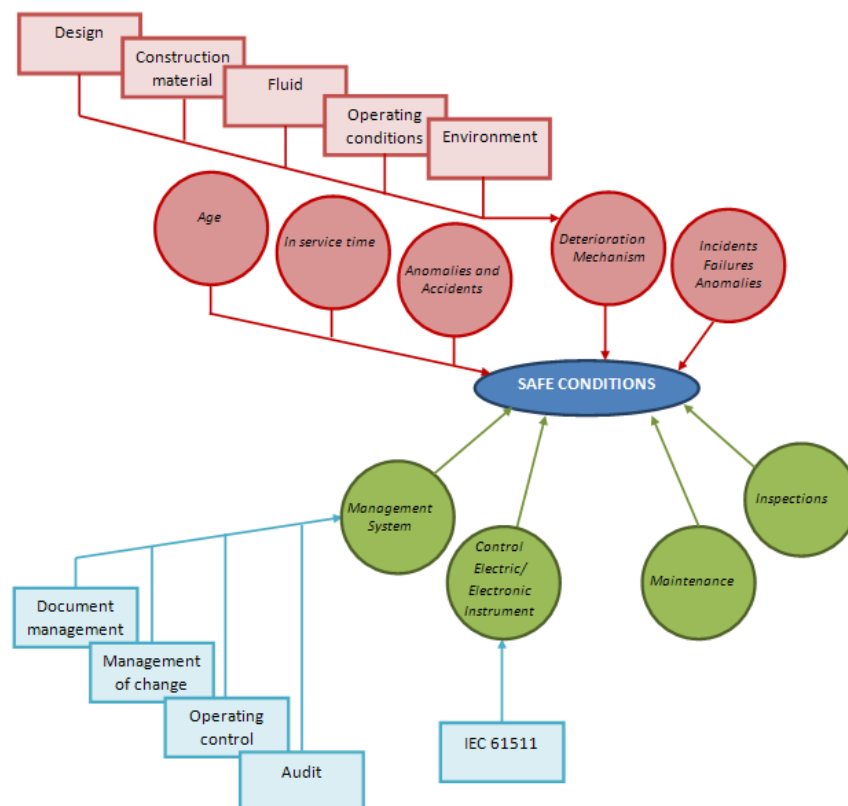 Design
Construction
material
Fluid
Operating
conditions
Environment
Age
In service time
Anomalies and
Accidents
Deterioration
Mechanism
Incidents
Failures
Anomalies
SAFE CONDITIONS
Management
System
Control
Electric/
Electronic
Instrument
Maintenance
Inspections
Document
management
Management
of change
Operating
control
Audit
IEC 61511